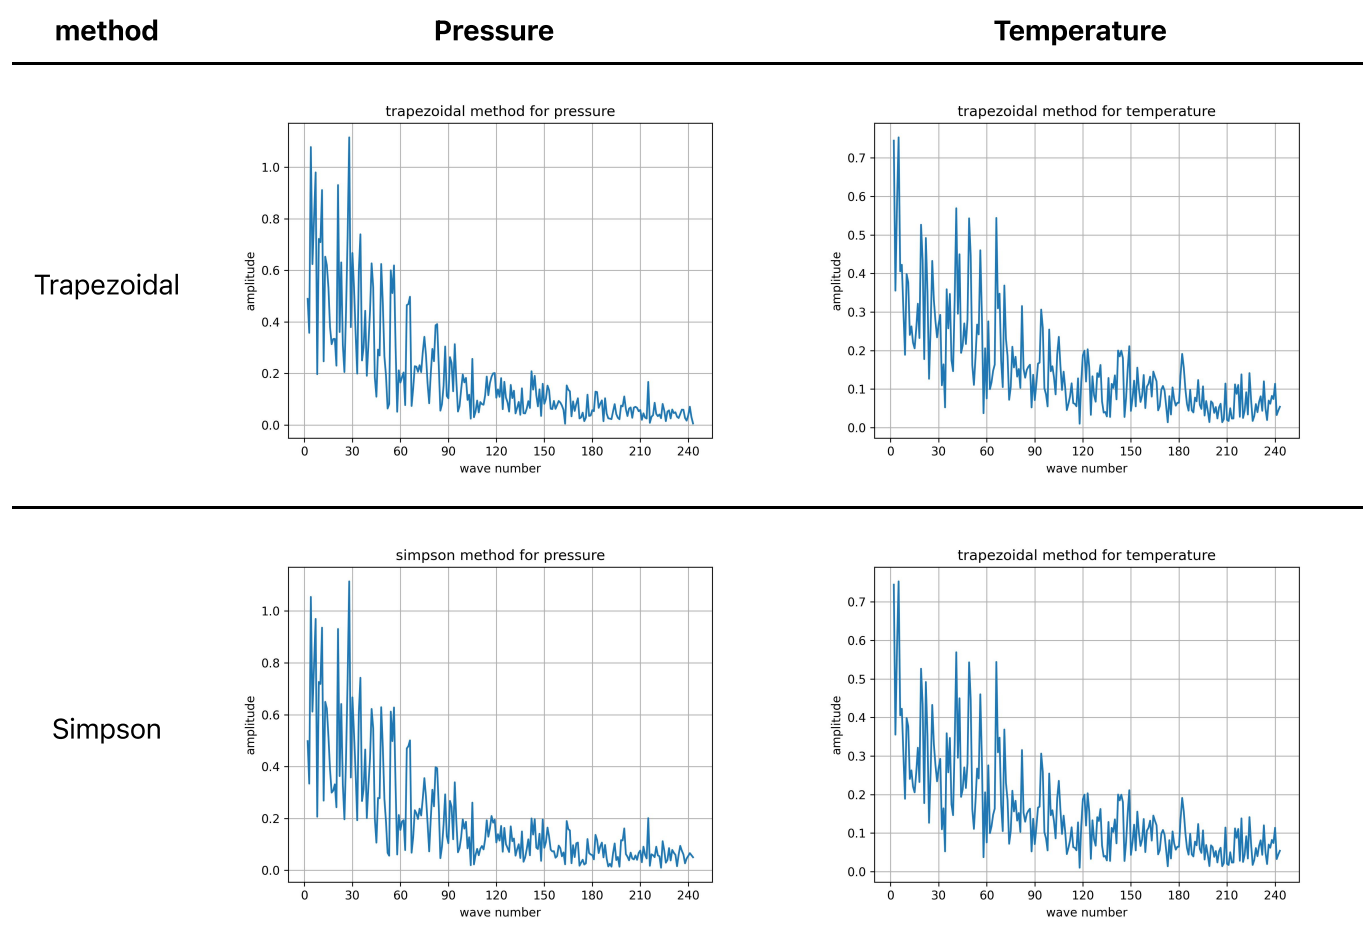 method Pressure Temperature
trapezoidal method for pressure
1.0
0.8
0.6
0.4
0.2
0.0
amplitude
0 30 60 90 120 150 180 210 240
wave number
trapezoidal method for temperature
0.7
0.6
0.5
0.4
0.3
0.2
0.1
0.0
amplitude
0 30 60 90 120 150 180 210 240
wave number
Trapezoidal
simpson method for pressure
1.0
0.8
0.6
0.4
0.2
0.0
amplitude
0 30 60 90 120 150 180 210 240
wave number
trapezoidal method for temperature
0.7
0.6
0.5
0.4
0.3
0.2
0.1
0.0
amplitude
0 30 60 90 120 150 180 210 240
wave number
Simpson